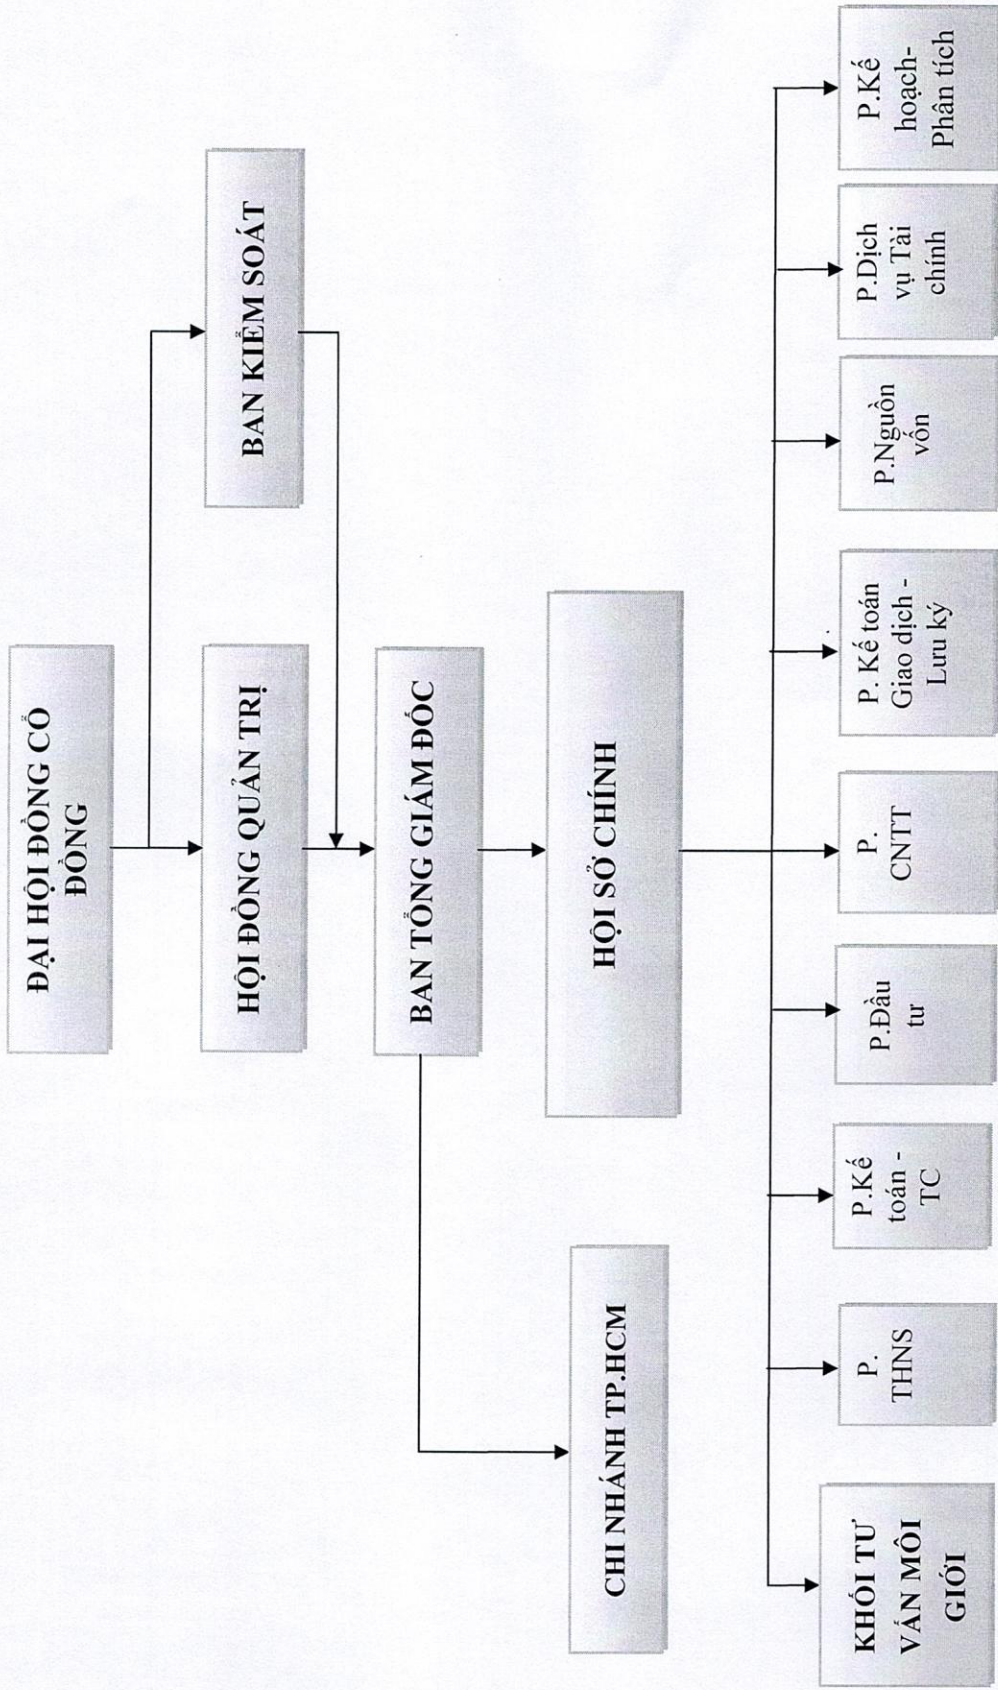 ĐẠI HỘI ĐỒNG CỔ
ĐÔNG
HỘI ĐỒNG QUẢN TRỊ
BAN KIỂM SOÁT
BAN TỔNG GIÁM ĐỐC
CHI NHÁNH TP.HCM
HỘI SỞ CHÍNH
KHỐI TƯ
VẤN MÔI
GIỚI
P.
THNS
P.Kế
toán -
TC
P.Đầu
tư
P.
CNTT
P. Kế toán
Giao dịch -
Lưu ký
P.Nguồn
vốn
P.Dịch
vụ Tài
chính
P.Kế
hoạch-
Phân tích